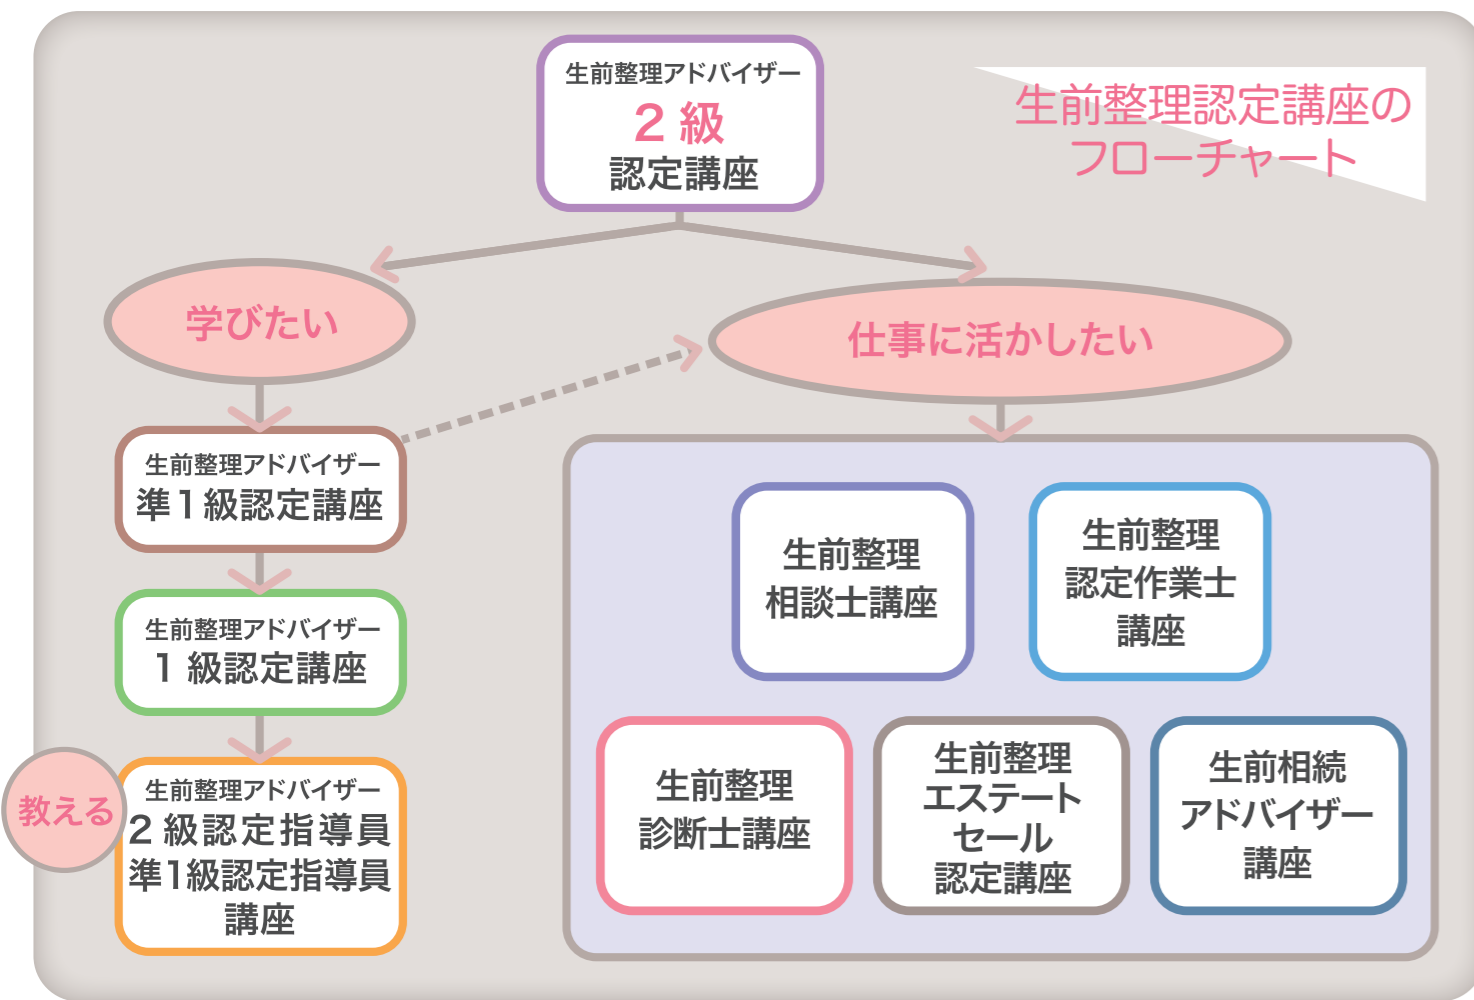 生前整理認定講座の
フローチャート
生前整理アドバイザー
2 級
認定講座
学びたい
仕事に活かしたい
生前整理アドバイザー
準1級認定講座
生前整理アドバイザー
1 級認定講座
教える
生前整理アドバイザー
2 級認定指導員
準1級認定指導員
講座
生前整理
相談士講座
生前整理
認定作業士
講座
生前整理
診断士講座
生前整理
エステート
セール
認定講座
生前相続
アドバイザー
講座